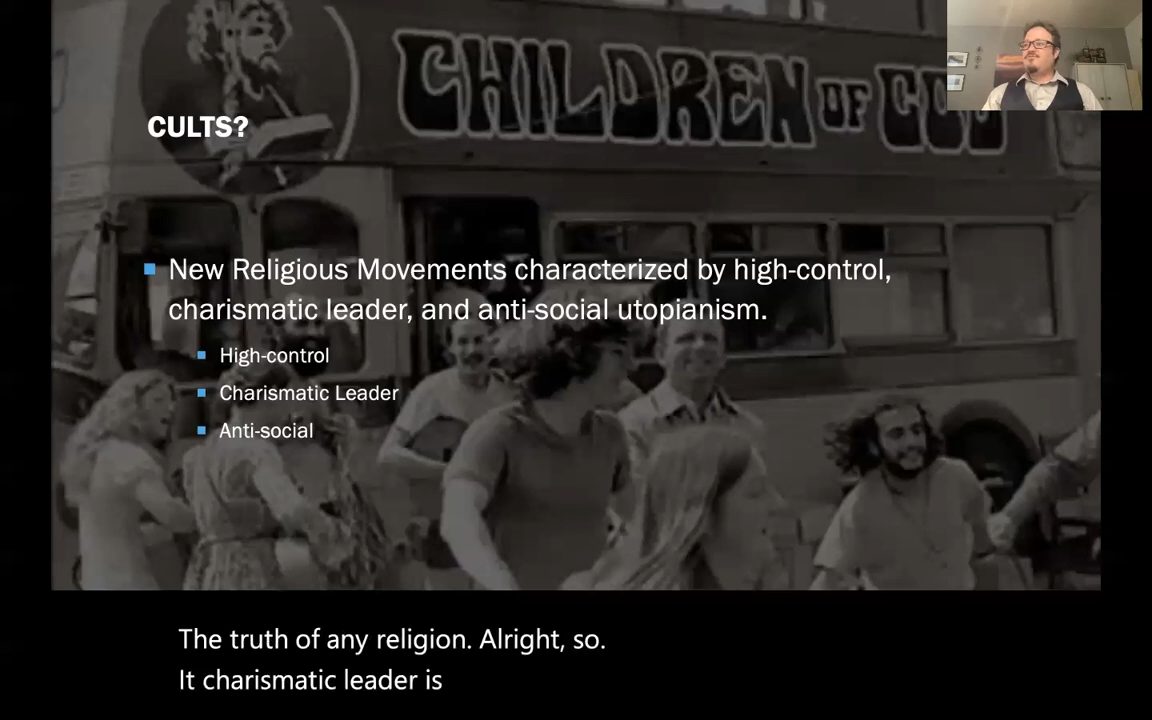 CHILDREN OF GOD
CULTS?
New Religious Movements characterized by high-control,
charismatic leader, and anti-social utopianism.
High-control
Charismatic Leader
Anti-social
The truth of any religion. Alright, so.
It charismatic leader is